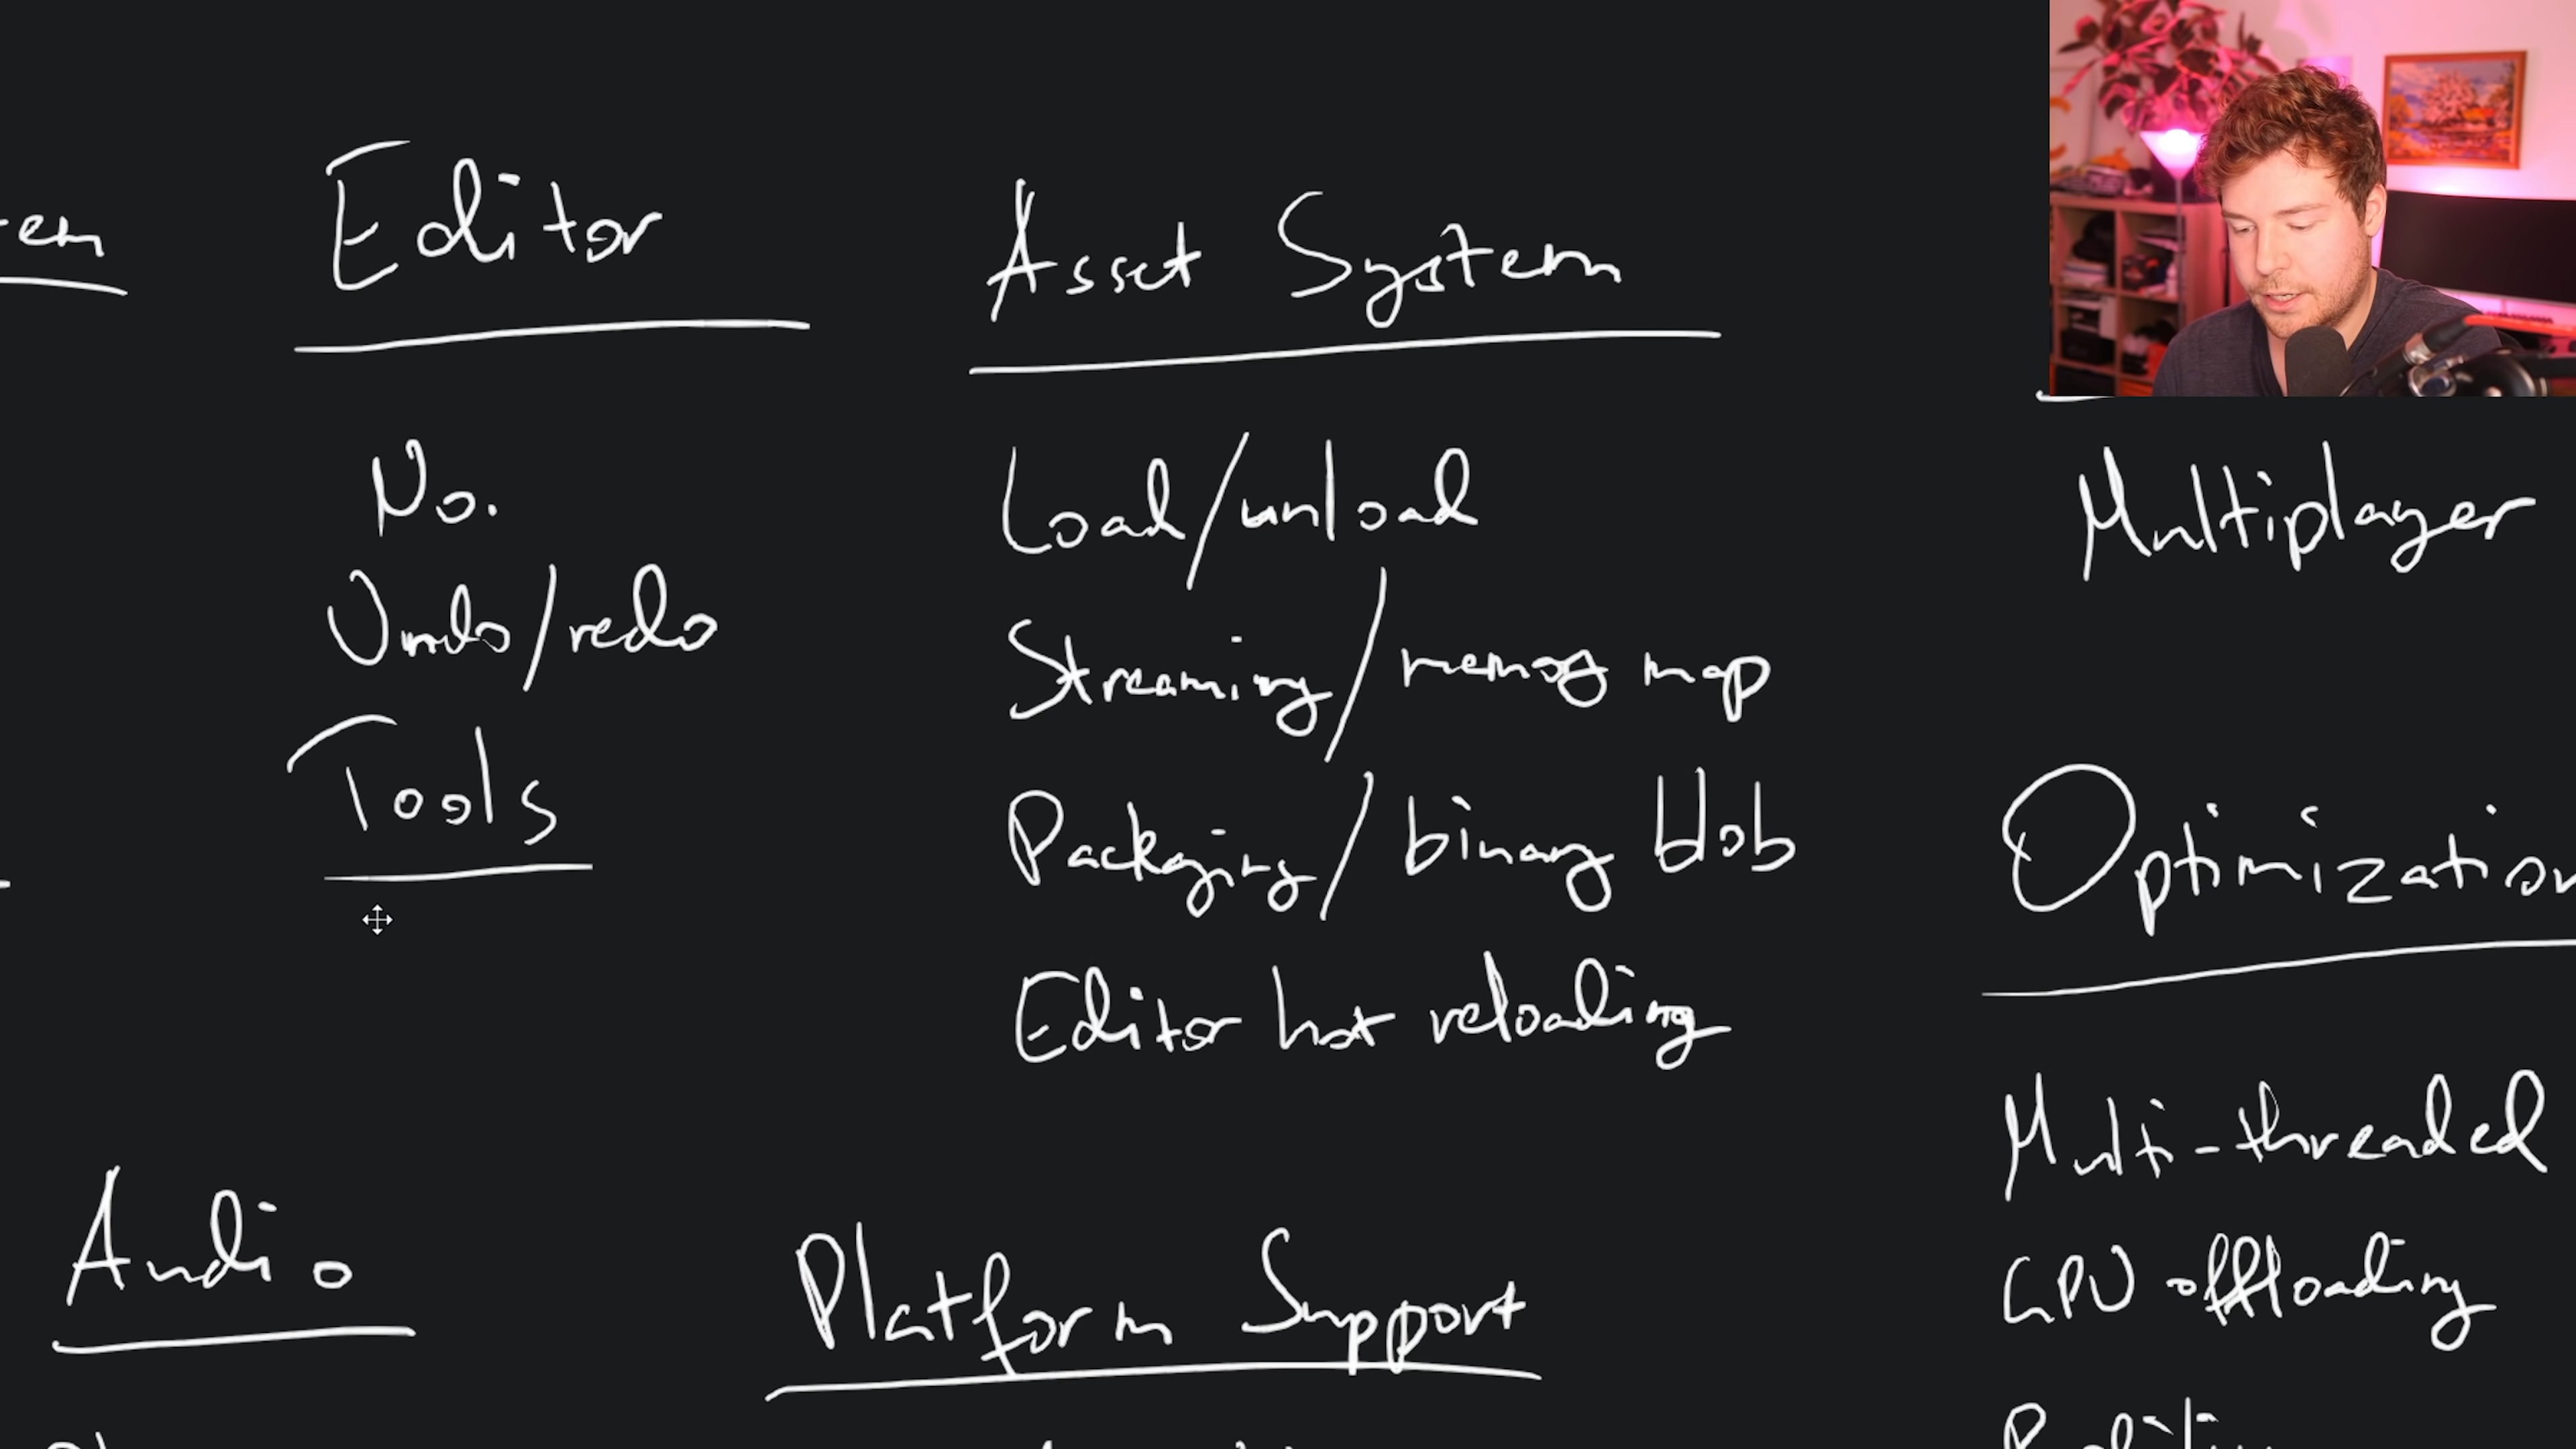 Editor
No.
Undo/redo
Tools
Asset System
Load/unload
Streaming/memory map
Packaging/binary blob
Editor hot reloading
Multiplayer
Optimization
Multi-threaded
GPU offloading
Audio
Platform Support